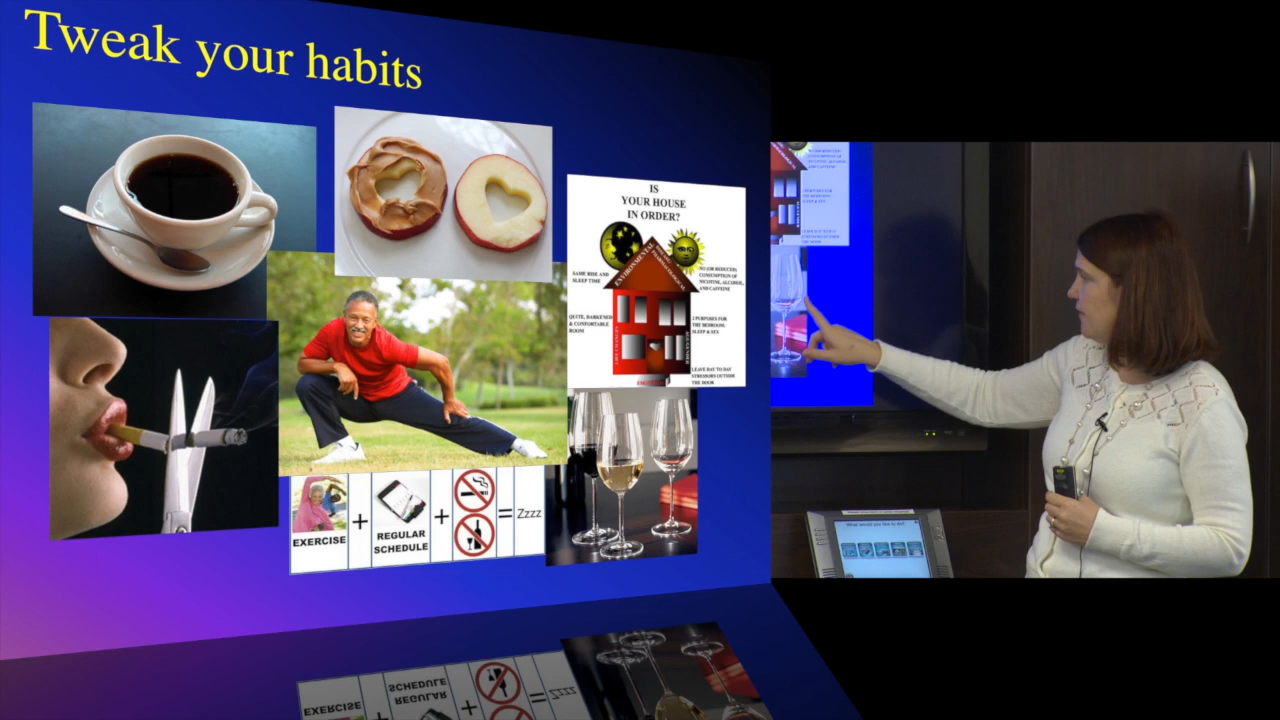 Tweak your habits
IS
YOUR HOUSE
IN ORDER?
ENVIRONMENTAL
SAME RISE AND
SLEEP TIME
NO (OR REDUCED)
CONSUMPTION OF
NICOTINE, ALCOHOL,
AND CAFFEINE
QUITE, DARKENED
& COMFORTABLE
ROOM
2 PURPOSES FOR
THE BEDROOM:
SLEEP & SEX
LEAVE DAY TO DAY
STRESSORS OUTSIDE
THE DOOR
EXERCISE
+
REGULAR
SCHEDULE
+
=
Zzzz
What would you like to do?